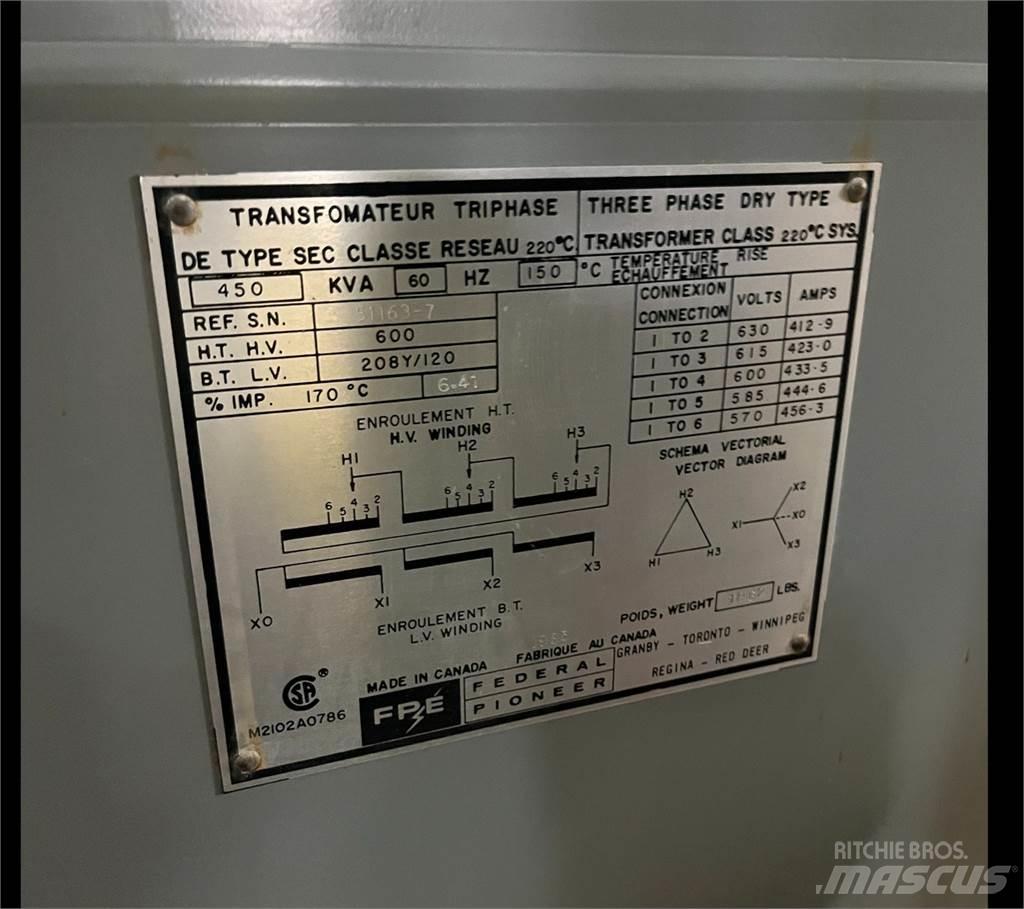 TRANSFOMATEUR TRIPHASE
DE TYPE SEC CLASSE RESEAU 220°C.
THREE PHASE DRY TYPE
TRANSFORMER CLASS 220°C SYS.
450 KVA 60 HZ 150 °C TEMPERATURE RISE
ECHAUFFEMENT
REF. S.N.
H.T. H.V. 600
B.T. L.V. 208Y/120
% IMP. 170 °C
CONNEXION
CONNECTION VOLTS AMPS
1 TO 2 630 412-9
1 TO 3 615 423-0
1 TO 4 600 433-5
1 TO 5 585 444-6
1 TO 6 570 456-3
ENROULEMENT H.T.
H.V. WINDING
H1 H2 H3
6 5 4 3 2 6 5 4 3 2 6 5 4 3 2
X0 X1 X2 X3
ENROULEMENT B.T.
L.V. WINDING
SCHEMA VECTORIAL
VECTOR DIAGRAM
H2
H1 H3
X2
X1 X0
X3
POIDS, WEIGHT LBS.
MADE IN CANADA FABRIQUE AU CANADA
GRANBY - TORONTO - WINNIPEG
REGINA - RED DEER
SA ®
M2102A0786
FPE
FEDERAL
PIONEER
RITCHIE BROS.
MASCUS